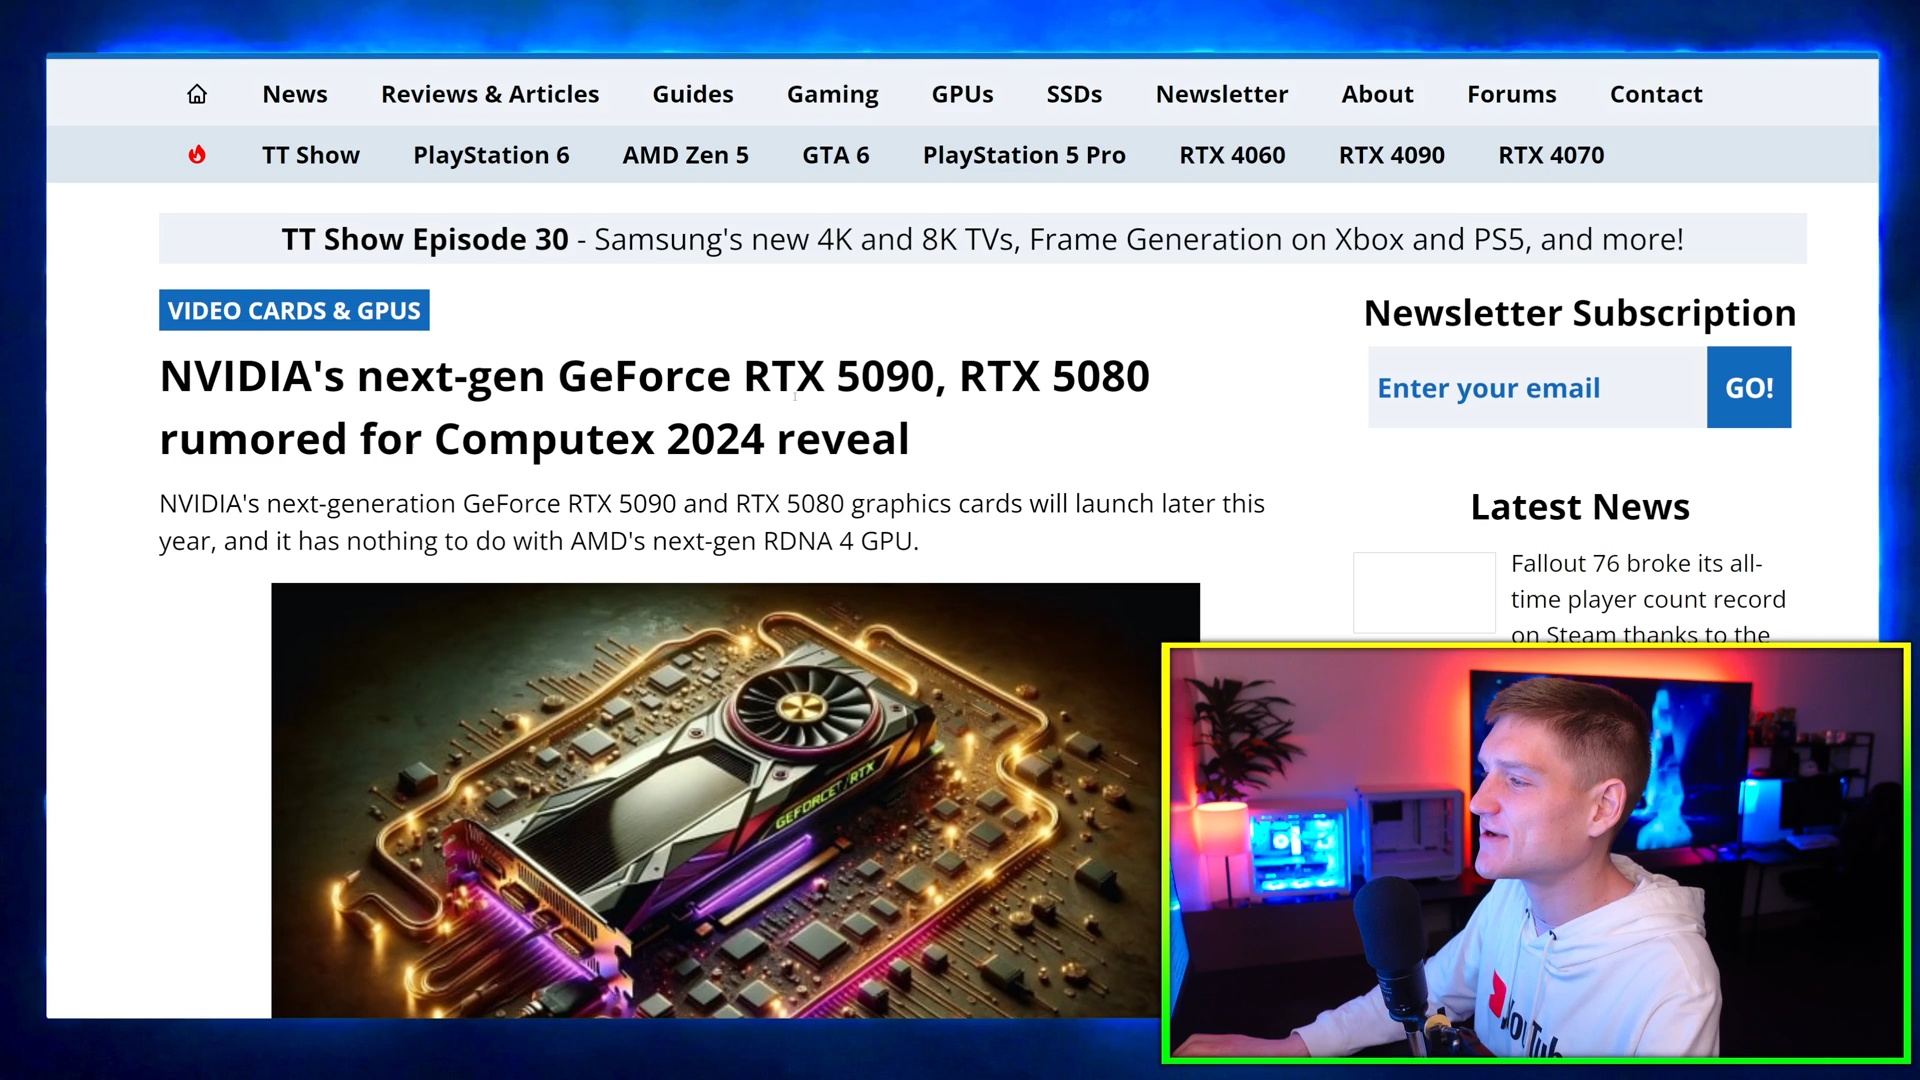 News Reviews & Articles Guides Gaming GPUs SSDs Newsletter About Forums Contact
TT Show PlayStation 6 AMD Zen 5 GTA 6 PlayStation 5 Pro RTX 4060 RTX 4090 RTX 4070
TT Show Episode 30 - Samsung's new 4K and 8K TVs, Frame Generation on Xbox and PS5, and more!
VIDEO CARDS & GPUS
NVIDIA's next-gen GeForce RTX 5090, RTX 5080
rumored for Computex 2024 reveal
NVIDIA's next-generation GeForce RTX 5090 and RTX 5080 graphics cards will launch later this
year, and it has nothing to do with AMD's next-gen RDNA 4 GPU.
GEFORCE RTX
Newsletter Subscription
Enter your email GO!
Latest News
Fallout 76 broke its all-
time player count record
on Steam thanks to the
YouTub